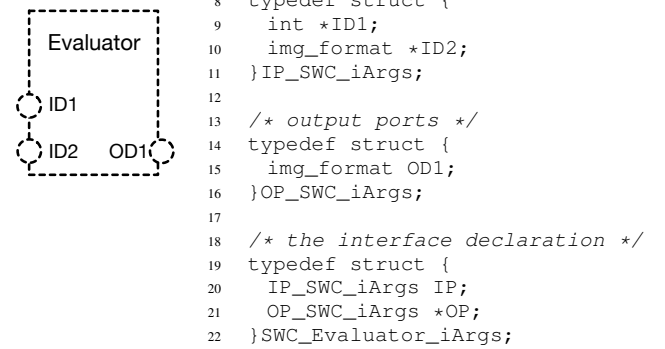 Evaluator
ID1
ID2 OD1
8 typedef struct {
9 int *ID1;
10 img_format *ID2;
11 }IP_SWC_iArgs;
12
13 /* output ports */
14 typedef struct {
15 img_format OD1;
16 }OP_SWC_iArgs;
17
18 /* the interface declaration */
19 typedef struct {
20 IP_SWC_iArgs IP;
21 OP_SWC_iArgs *OP;
22 }SWC_Evaluator_iArgs;